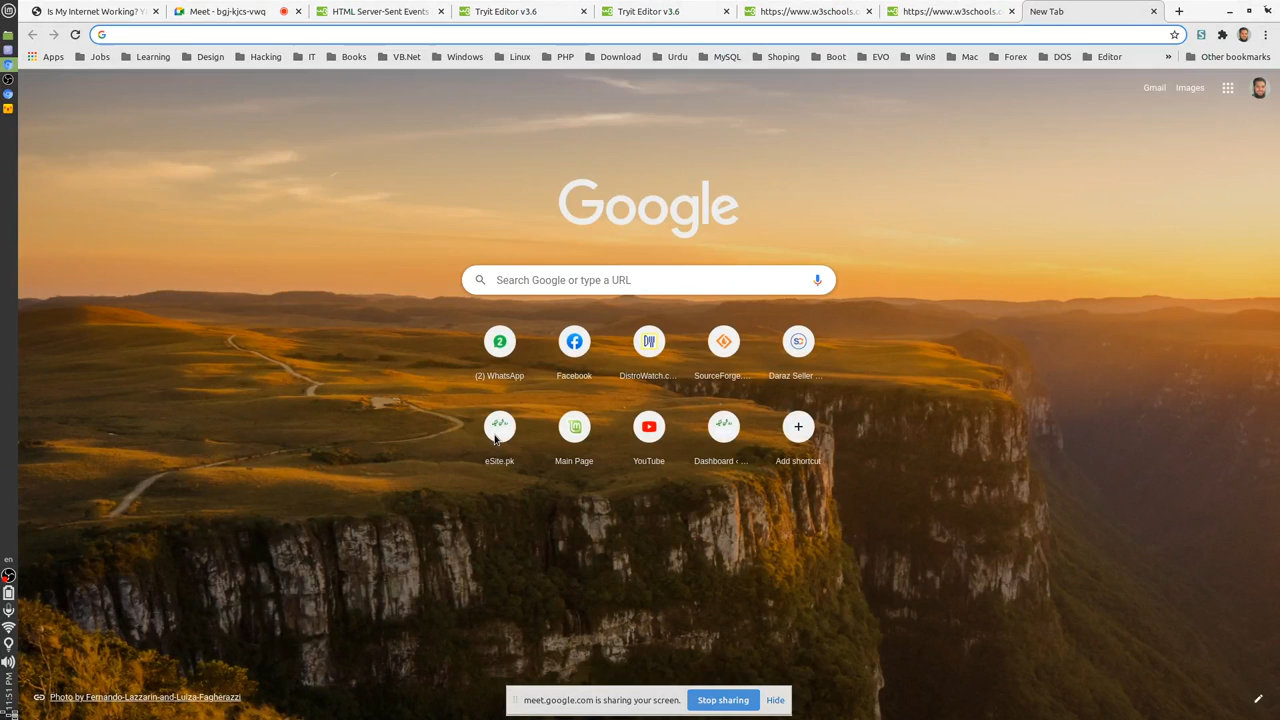 Is My Internet Working? Y
Meet - bgj-kjcs-vwq
HTML Server-Sent Events
Tryit Editor v3.6
Tryit Editor v3.6
https://www.w3schools.c
https://www.w3schools.c
New Tab
Apps
Jobs
Learning
Design
Hacking
IT
Books
VB.Net
Windows
Linux
PHP
Download
Urdu
MySQL
Shoping
Boot
EVO
Win8
Mac
Forex
DOS
Editor
»
Other bookmarks
Gmail
Images
Google
Search Google or type a URL
(2) WhatsApp
Facebook
DistroWatch.c...
SourceForge....
Daraz Seller ...
eSite.pk
Main Page
YouTube
Dashboard ‹ ...
Add shortcut
en
11:51 PM
Photo by Fernando-Lazzarin-and-Luiza-Fagherazzi
meet.google.com is sharing your screen.
Stop sharing
Hide